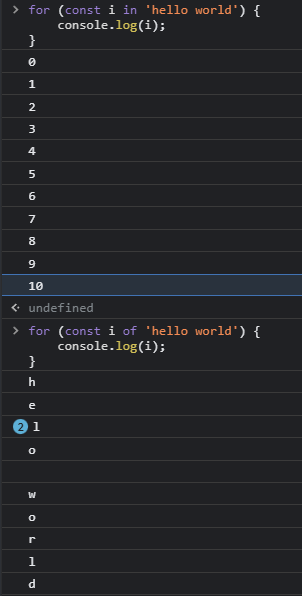 for (const i in 'hello world') {
    console.log(i);
}
0
1
2
3
4
5
6
7
8
9
10
undefined
for (const i of 'hello world') {
    console.log(i);
}
h
e
2 l
o
w
o
r
l
d